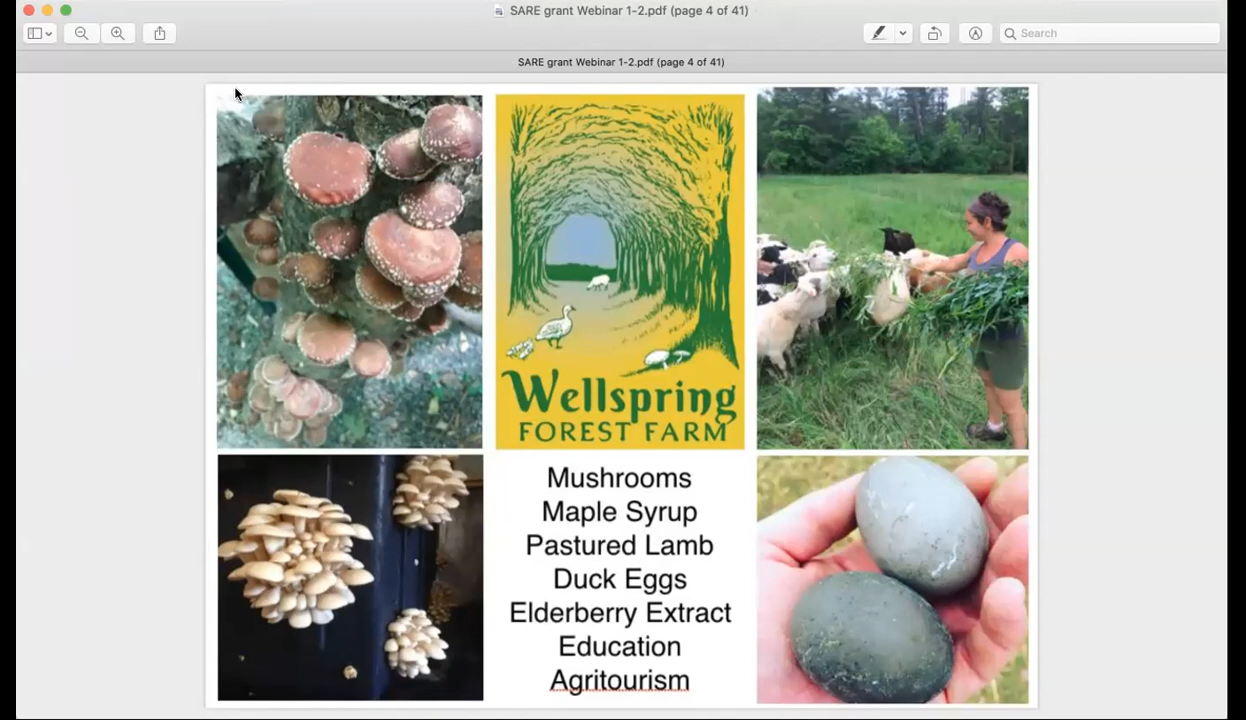 SARE grant Webinar 1-2.pdf (page 4 of 41)
Search
SARE grant Webinar 1-2.pdf (page 4 of 41)
Wellspring
FOREST FARM
Mushrooms
Maple Syrup
Pastured Lamb
Duck Eggs
Elderberry Extract
Education
Agritourism